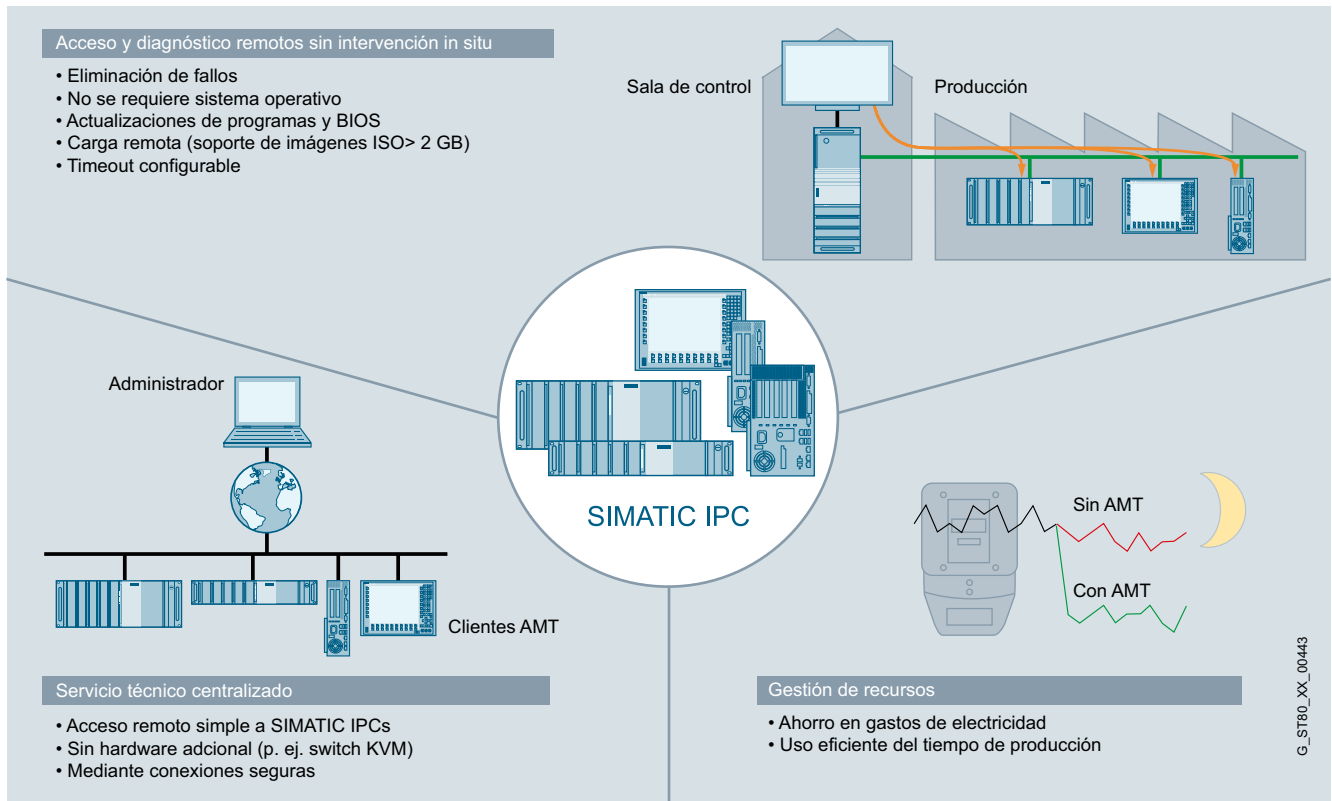 Acceso y diagnóstico remotos sin intervención in situ
• Eliminación de fallos
• No se requiere sistema operativo
• Actualizaciones de programas y BIOS
• Carga remota (soporte de imágenes ISO> 2 GB)
• Timeout configurable
Sala de control
Producción
SIMATIC IPC
Administrador
Clientes AMT
Servicio técnico centralizado
• Acceso remoto simple a SIMATIC IPCs
• Sin hardware adcional (p. ej. switch KVM)
• Mediante conexiones seguras
Sin AMT
Con AMT
Gestión de recursos
• Ahorro en gastos de electricidad
• Uso eficiente del tiempo de producción
G_ST80_XX_00443